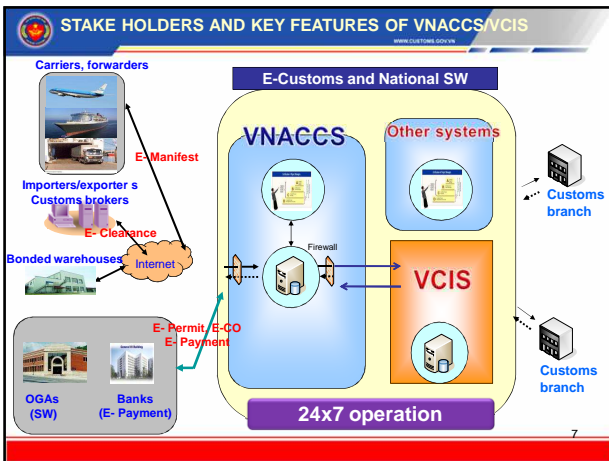 STAKE HOLDERS AND KEY FEATURES OF VNACCS/VCIS
WWW.CUSTOMS.GOV.VN
Carriers, forwarders
E-Customs and National SW
VNACCS
Other systems
E- Manifest
Importers/exporter s
Customs brokers
E- Clearance
Customs
branch
Bonded warehouses
Internet
Firewall
VCIS
E- Permit, E-CO
E- Payment
OGAs
(SW)
Banks
(E- Payment)
Customs
branch
24x7 operation
7